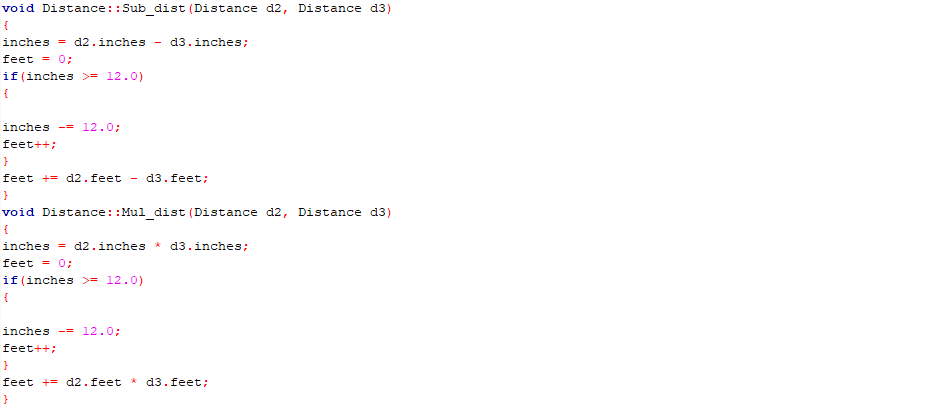 void Distance::Sub_dist(Distance d2, Distance d3)
{
inches = d2.inches - d3.inches;
feet = 0;
if(inches >= 12.0)
{
inches -= 12.0;
feet++;
}
feet += d2.feet - d3.feet;
}
void Distance::Mul_dist(Distance d2, Distance d3)
{
inches = d2.inches * d3.inches;
feet = 0;
if(inches >= 12.0)
{
inches -= 12.0;
feet++;
}
feet += d2.feet * d3.feet;
}